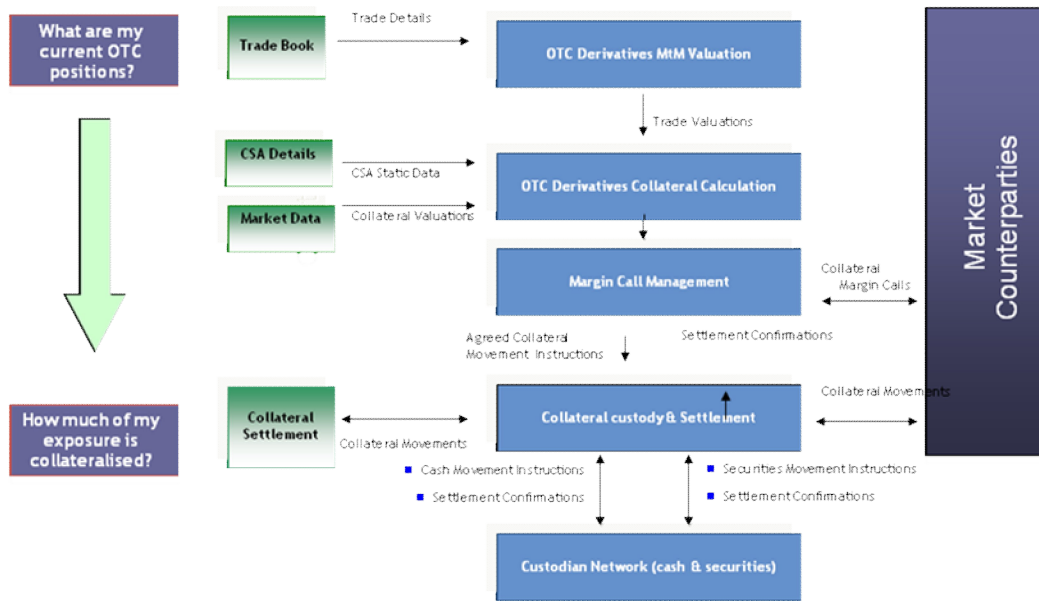 What are my
current OTC
positions?
Trade Book
Trade Details
OTC Derivatives MtM Valuation
Trade Valuations
CSA Details
CSA Static Data
OTC Derivatives Collateral Calculation
Market Data
Collateral Valuations
Margin Call Management
Collateral
Margin Calls
Market
Counterparties
Agreed Collateral
Movement Instructions
Settlement Confirmations
How much of my
exposure is
collateralised?
Collateral
Settlement
Collateral Movements
Collateral custody & Settlement
Collateral Movements
Cash Movement Instructions
Settlement Confirmations
Securities Movement Instructions
Settlement Confirmations
Custodian Network (cash & securities)